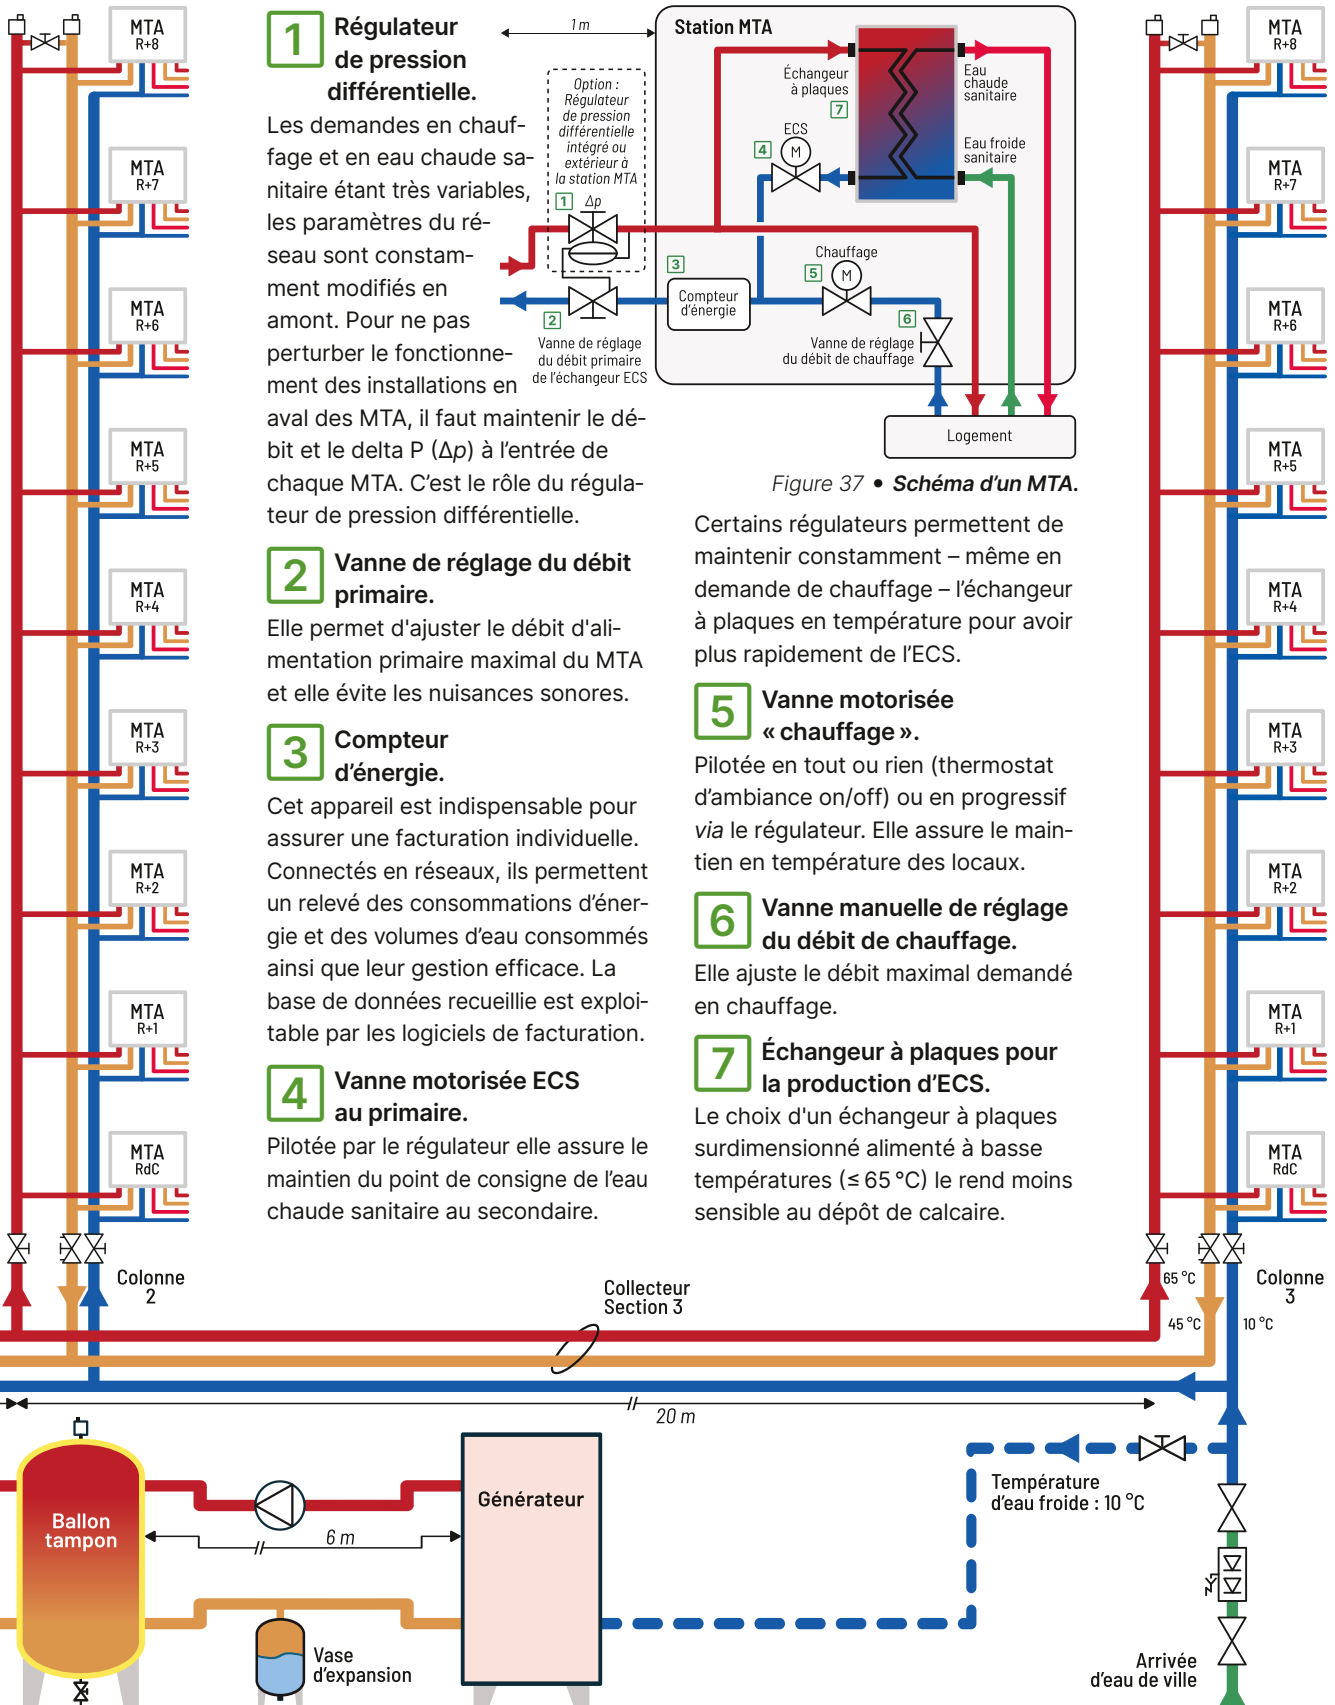 MTA
R+8
MTA
R+7
MTA
R+6
MTA
R+5
MTA
R+4
MTA
R+3
MTA
R+2
MTA
R+1
MTA
RdC
Colonne
2
1
Régulateur
de pression
différentielle.
Les demandes en chauf-
fage et en eau chaude sa-
nitaire étant très variables,
les paramètres du ré-
seau sont constam-
ment modifiés en
amont. Pour ne pas
perturber le fonctionne-
ment des installations en
aval des MTA, il faut maintenir le dé-
bit et le delta P (Δp) à l’entrée de
chaque MTA. C’est le rôle du régula-
teur de pression différentielle.
2
Vanne de réglage du débit
primaire.
Elle permet d'ajuster le débit d'ali-
mentation primaire maximal du MTA
et elle évite les nuisances sonores.
3
Compteur
d’énergie.
Cet appareil est indispensable pour
assurer une facturation individuelle.
Connectés en réseaux, ils permettent
un relevé des consommations d’éner-
gie et des volumes d’eau consommés
ainsi que leur gestion efficace. La
base de données recueillie est exploi-
table par les logiciels de facturation.
4
Vanne motorisée ECS
au primaire.
Pilotée par le régulateur elle assure le
maintien du point de consigne de l’eau
chaude sanitaire au secondaire.
1 m
Station MTA
Option :
Régulateur
de pression
différentielle
intégré ou
extérieur à
la station MTA
1
Δp
2
Vanne de réglage
du débit primaire
de l’échangeur ECS
3
Compteur
d’énergie
ECS
4
M
Échangeur
à plaques
7
Eau
chaude
sanitaire
Eau froide
sanitaire
Chauffage
5
M
6
Vanne de réglage
du débit de chauffage
Logement
Figure 37 • Schéma d’un MTA.
Certains régulateurs permettent de
maintenir constamment – même en
demande de chauffage – l’échangeur
à plaques en température pour avoir
plus rapidement de l’ECS.
5
Vanne motorisée
« chauffage ».
Pilotée en tout ou rien (thermostat
d’ambiance on/off) ou en progressif
via le régulateur. Elle assure le main-
tien en température des locaux.
6
Vanne manuelle de réglage
du débit de chauffage.
Elle ajuste le débit maximal demandé
en chauffage.
7
Échangeur à plaques pour
la production d’ECS.
Le choix d'un échangeur à plaques
surdimensionné alimenté à basse
températures (≤ 65 °C) le rend moins
sensible au dépôt de calcaire.
MTA
R+8
MTA
R+7
MTA
R+6
MTA
R+5
MTA
R+4
MTA
R+3
MTA
R+2
MTA
R+1
MTA
RdC
65 °C
Colonne
3
45 °C
10 °C
Collecteur
Section 3
20 m
Ballon
tampon
6 m
Générateur
Vase
d’expansion
Température
d’eau froide : 10 °C
Arrivée
d’eau de ville